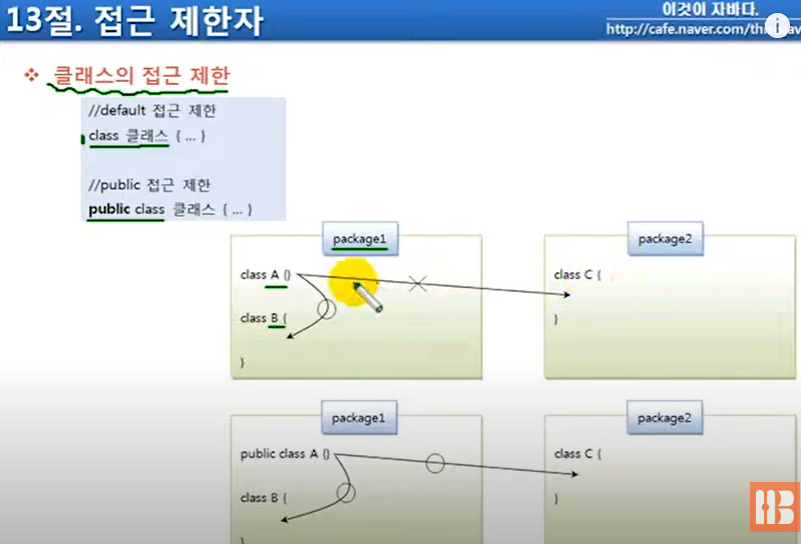 13절. 접근 제한자
이것이 자바다.
http://cafe.naver.com/thi
❖ 클래스의 접근 제한
//default 접근 제한
class 클래스 { ... }
//public 접근 제한
public class 클래스 { ... }
package1
package2
class A {}
class C {
class B {
}
}
package1
package2
public class A {}
class C {
class B {
}
}